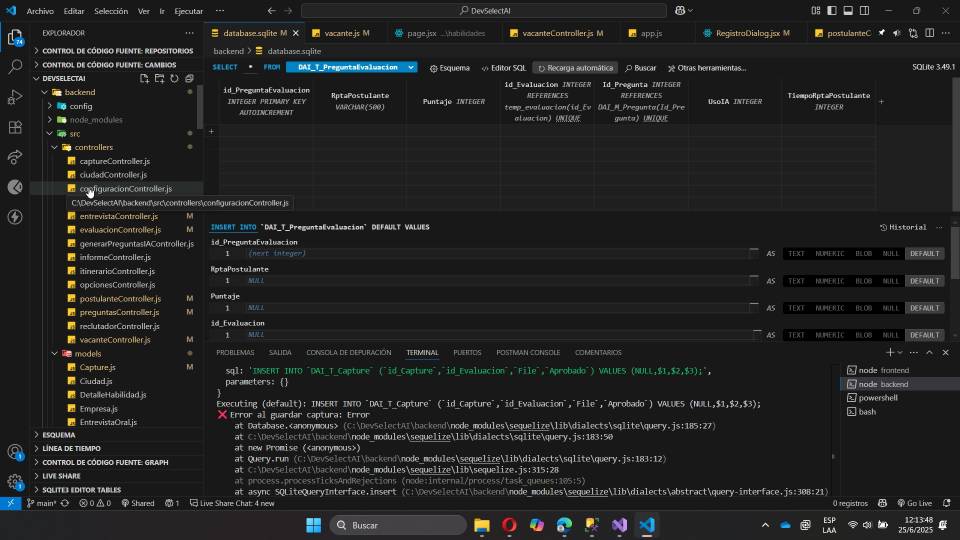 Archivo Editar Selección Ver Ir Ejecutar ··· DevSelectAI
EXPLORADOR ···
CONTROL DE CÓDIGO FUENTE: REPOSITORIOS
CONTROL DE CÓDIGO FUENTE: CAMBIOS
DEVSELECTAI
backend
config
node_modules
src
controllers
captureController.js
ciudadController.js
configuracionController.js
C:\DevSelectAI\backend\src\controllers\configuracionController.js
entrevistaController.js M
evaluacionController.js M
generarPreguntasIAController.js
informeController.js
itinerarioController.js
opcionesController.js
postulanteController.js M
preguntasController.js M
reclutadorController.js
vacanteController.js M
models
Capture.js
Ciudad.js
DetalleHabilidad.js
Empresa.js
EntrevistaOral.js
ESQUEMA
LÍNEA DE TIEMPO
CONTROL DE CÓDIGO FUENTE: GRAPH
LIVE SHARE
SQLITE3 EDITOR TABLES
74
1
1
database.sqlite M vacante.js M page.jsx ...\habilidades vacanteController.js M app.js RegistroDialog.jsx M postulanteC
backend > database.sqlite
SELECT * FROM DAI_T_PreguntaEvaluacion Esquema Editor SQL Recarga automática Buscar Otras herramientas... SQLite 3.49.1
id_PreguntaEvaluacion INTEGER PRIMARY KEY AUTOINCREMENT
RptaPostulante VARCHAR(500)
Puntaje INTEGER
id_Evaluacion INTEGER REFERENCES temp_evaluacion(id_Evaluacion) UNIQUE
id_Pregunta INTEGER REFERENCES DAI_M_Pregunta(Id_Pregunta) UNIQUE
UsoIA INTEGER
TiempoRptaPostulante INTEGER
+
+
INSERT INTO `DAI_T_PreguntaEvaluacion` DEFAULT VALUES Historial ···
id_PreguntaEvaluacion
1 (next integer) AS TEXT NUMERIC BLOB NULL DEFAULT
RptaPostulante
1 NULL AS TEXT NUMERIC BLOB NULL DEFAULT
Puntaje
1 NULL AS TEXT NUMERIC BLOB NULL DEFAULT
id_Evaluacion
1 NULL AS TEXT NUMERIC BLOB NULL DEFAULT
PROBLEMAS SALIDA CONSOLA DE DEPURACIÓN TERMINAL PUERTOS POSTMAN CONSOLE COMENTARIOS
sql: 'INSERT INTO `DAI_T_Capture` (`id_Capture`,`id_Evaluacion`,`File`,`Aprobado`) VALUES (NULL,$1,$2,$3);',
parameters: {}
}
Executing (default): INSERT INTO `DAI_T_Capture` (`id_Capture`,`id_Evaluacion`,`File`,`Aprobado`) VALUES (NULL,$1,$2,$3);
❌ Error al guardar captura: Error
at Database.<anonymous> (C:\DevSelectAI\backend\node_modules\sequelize\lib\dialects\sqlite\query.js:185:27)
at C:\DevSelectAI\backend\node_modules\sequelize\lib\dialects\sqlite\query.js:183:50
at new Promise (<anonymous>)
at Query.run (C:\DevSelectAI\backend\node_modules\sequelize\lib\dialects\sqlite\query.js:183:12)
at C:\DevSelectAI\backend\node_modules\sequelize\lib\sequelize.js:315:28
at process.processTicksAndRejections (node:internal/process/task_queues:105:5)
at async SQLiteQueryInterface.insert (C:\DevSelectAI\backend\node_modules\sequelize\lib\dialects\abstract\query-interface.js:308:21)
node frontend
node backend
powershell
bash
main* 0 0 Shared 1 Live Share Chat: 4 new 0 registros Go Live
Buscar
ESP
LAA
12:13:48
25/6/2025